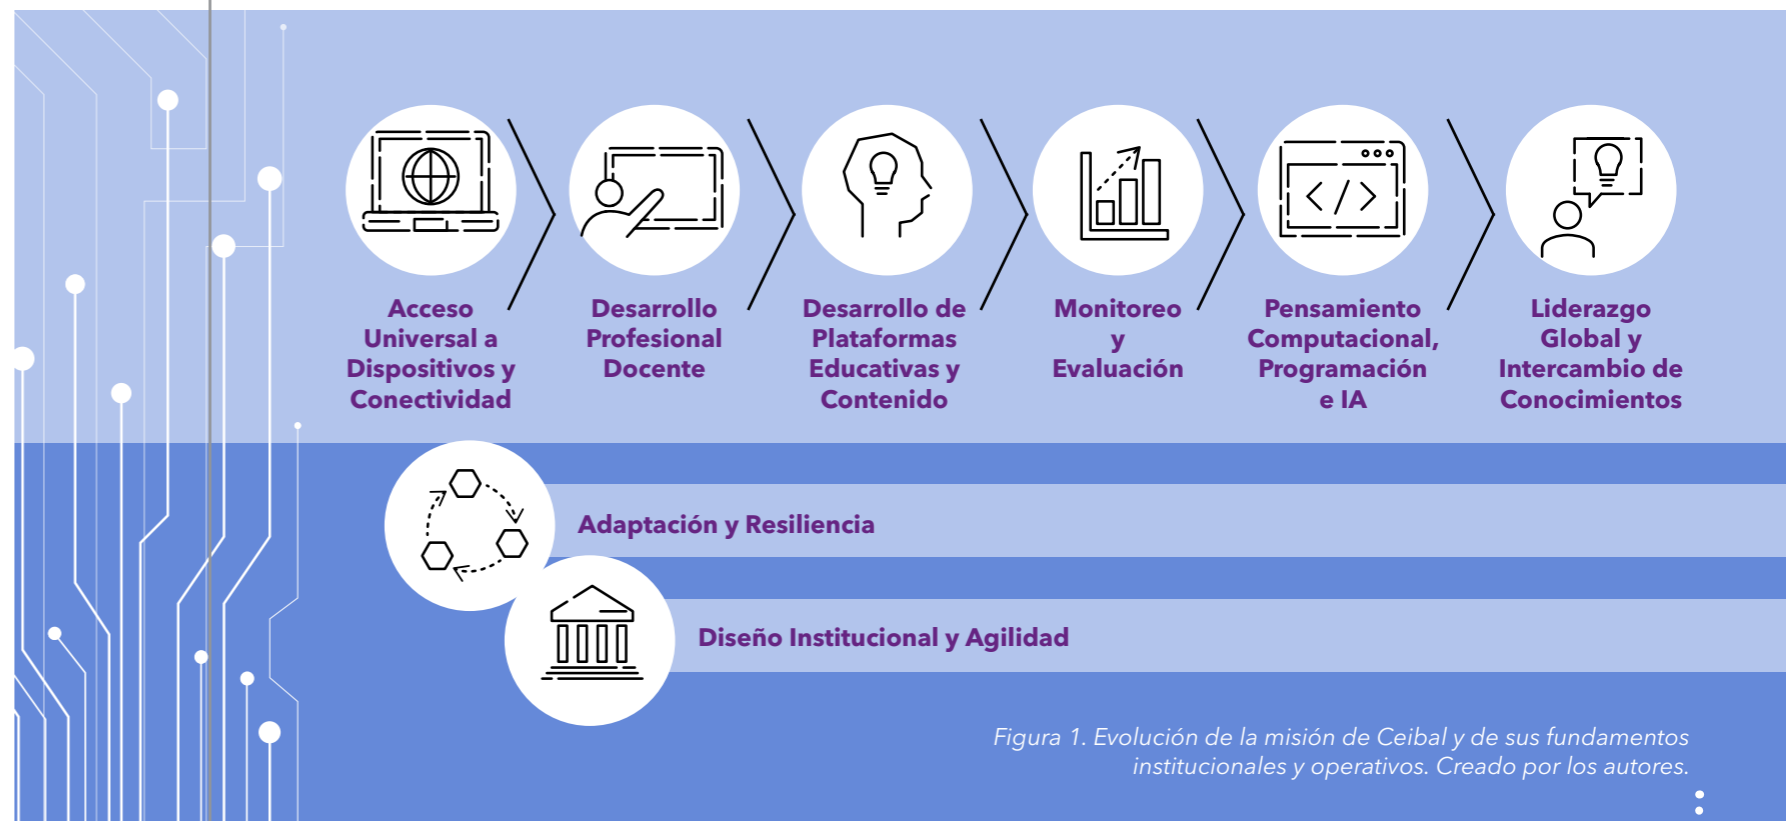 Acceso
Universal a
Dispositivos y
Conectividad
Desarrollo
Profesional
Docente
Desarrollo de
Plataformas
Educativas y
Contenido
Monitoreo
y
Evaluación
Pensamiento
Computacional,
Programación
e IA
Liderazgo
Global y
Intercambio de
Conocimientos
Adaptación y Resiliencia
Diseño Institucional y Agilidad
Figura 1. Evolución de la misión de Ceibal y de sus fundamentos
institucionales y operativos. Creado por los autores.